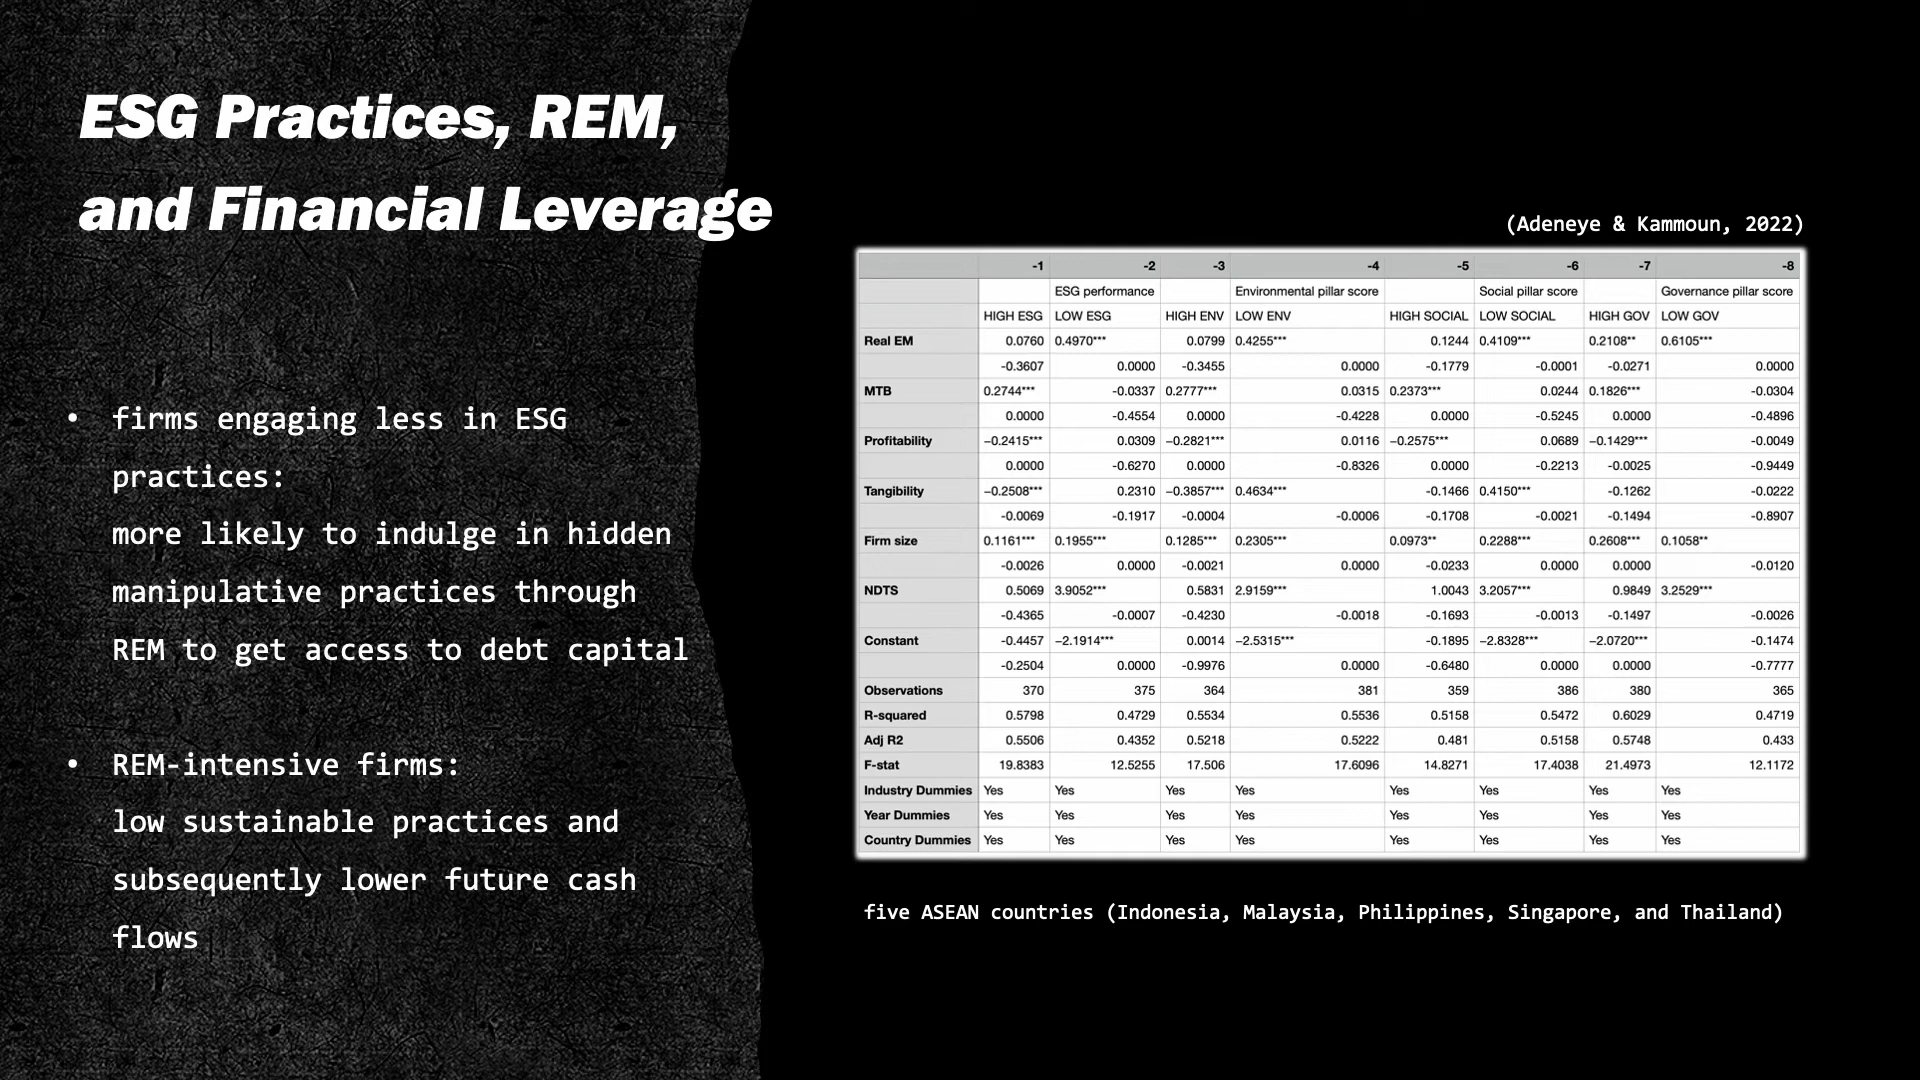 ESG Practices, REM,
and Financial Leverage
• firms engaging less in ESG
practices:
more likely to indulge in hidden
manipulative practices through
REM to get access to debt capital
• REM-intensive firms:
low sustainable practices and
subsequently lower future cash
flows
(Adeneye & Kammoun, 2022)
-1 -2 -3 -4 -5 -6 -7 -8
ESG performance Environmental pillar score Social pillar score Governance pillar score
HIGH ESG LOW ESG HIGH ENV LOW ENV HIGH SOCIAL LOW SOCIAL HIGH GOV LOW GOV
Real EM 0.0760 0.4970*** 0.0799 0.4255*** 0.1244 0.4109*** 0.2108** 0.6105***
-0.3607 0.0000 -0.3455 0.0000 -0.1779 -0.0001 -0.0271 0.0000
MTB 0.2744*** -0.0337 0.2777*** 0.0315 0.2373*** 0.0244 0.1826*** -0.0304
0.0000 -0.4554 0.0000 -0.4228 0.0000 -0.5245 0.0000 -0.4896
Profitability −0.2415*** 0.0309 −0.2821*** 0.0116 −0.2575*** 0.0689 −0.1429*** -0.0049
0.0000 -0.6270 0.0000 -0.8326 0.0000 -0.2213 -0.0025 -0.9449
Tangibility −0.2508*** 0.2310 −0.3857*** 0.4634*** -0.1466 0.4150*** -0.1262 -0.0222
-0.0069 -0.1917 -0.0004 -0.0006 -0.1708 -0.0021 -0.1494 -0.8907
Firm size 0.1161*** 0.1955*** 0.1285*** 0.2305*** 0.0973** 0.2288*** 0.2608*** 0.1058**
-0.0026 0.0000 -0.0021 0.0000 -0.0233 0.0000 0.0000 -0.0120
NDTS 0.5069 3.9052*** 0.5831 2.9159*** 1.0043 3.2057*** 0.9849 3.2529***
-0.4365 -0.0007 -0.4230 -0.0018 -0.1693 -0.0013 -0.1497 -0.0026
Constant -0.4457 −2.1914*** 0.0014 −2.5315*** -0.1895 −2.8328*** −2.0720*** -0.1474
-0.2504 0.0000 -0.9976 0.0000 -0.6480 0.0000 0.0000 -0.7777
Observations 370 375 364 381 359 386 380 365
R-squared 0.5798 0.4729 0.5534 0.5536 0.5158 0.5472 0.6029 0.4719
Adj R2 0.5506 0.4352 0.5218 0.5222 0.481 0.5158 0.5748 0.433
F-stat 19.8383 12.5255 17.506 17.6096 14.8271 17.4038 21.4973 12.1172
Industry Dummies Yes Yes Yes Yes Yes Yes Yes Yes
Year Dummies Yes Yes Yes Yes Yes Yes Yes Yes
Country Dummies Yes Yes Yes Yes Yes Yes Yes Yes
five ASEAN countries (Indonesia, Malaysia, Philippines, Singapore, and Thailand)